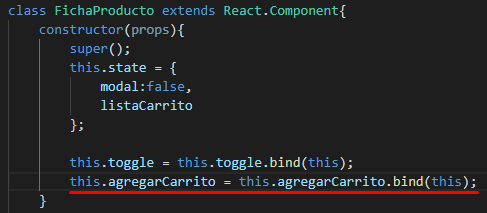 class FichaProducto extends React.Component{
constructor(props){
super();
this.state = {
modal:false,
listaCarrito
};
this.toggle = this.toggle.bind(this);
this.agregarCarrito = this.agregarCarrito.bind(this);
}